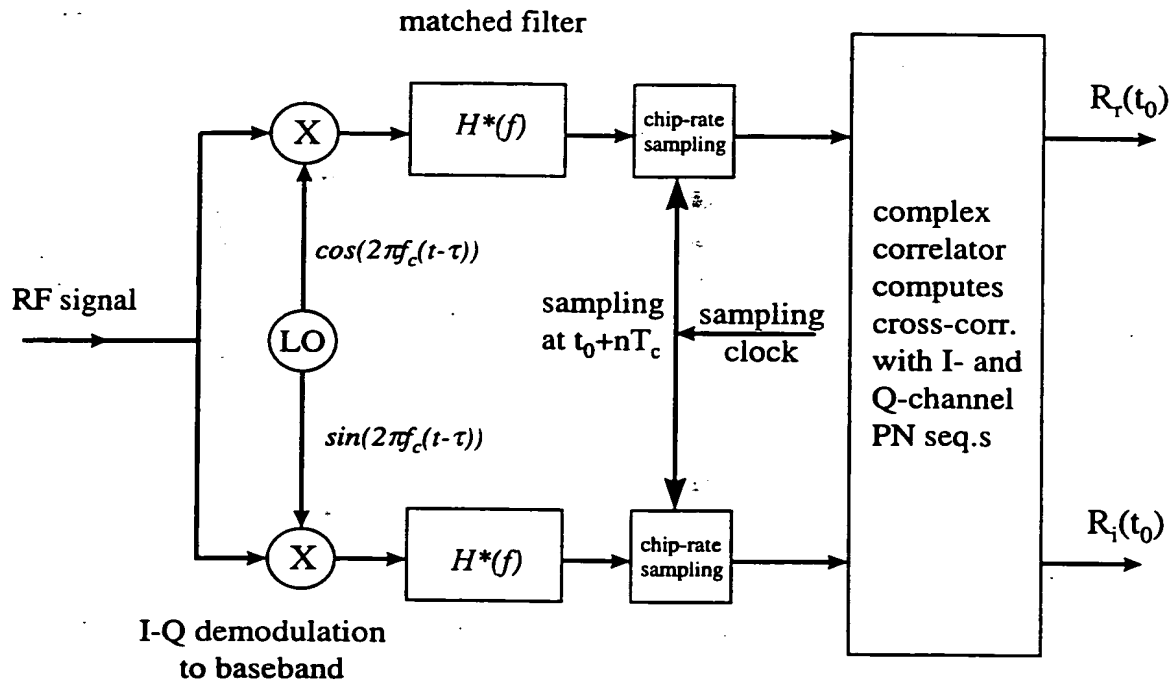 matched filter
X
H*(f)
chip-rate
sampling
R_r(t_0)
cos(2πf_c(t-τ))
RF signal
LO
sampling
at t_0+nT_c
sampling
clock
complex
correlator
computes
cross-corr.
with I- and
Q-channel
PN seq.s
sin(2πf_c(t-τ))
X
H*(f)
chip-rate
sampling
R_i(t_0)
I-Q demodulation
to baseband